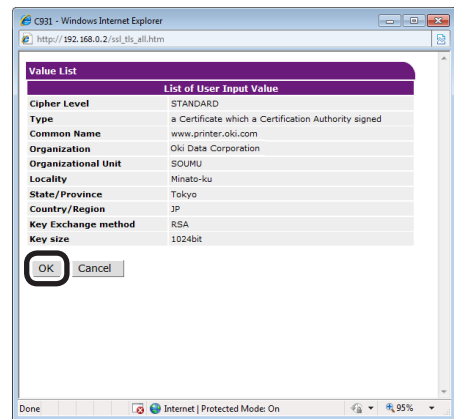 C931 - Windows Internet Explorer
http://192.168.0.2/ssl_tls_all.htm
Value List
List of User Input Value
Cipher Level STANDARD
Type a Certificate which a Certification Authority signed
Common Name www.printer.oki.com
Organization Oki Data Corporation
Organizational Unit SOUMU
Locality Minato-ku
State/Province Tokyo
Country/Region JP
Key Exchange method RSA
Key size 1024bit
OK Cancel
Done Internet | Protected Mode: On 95%